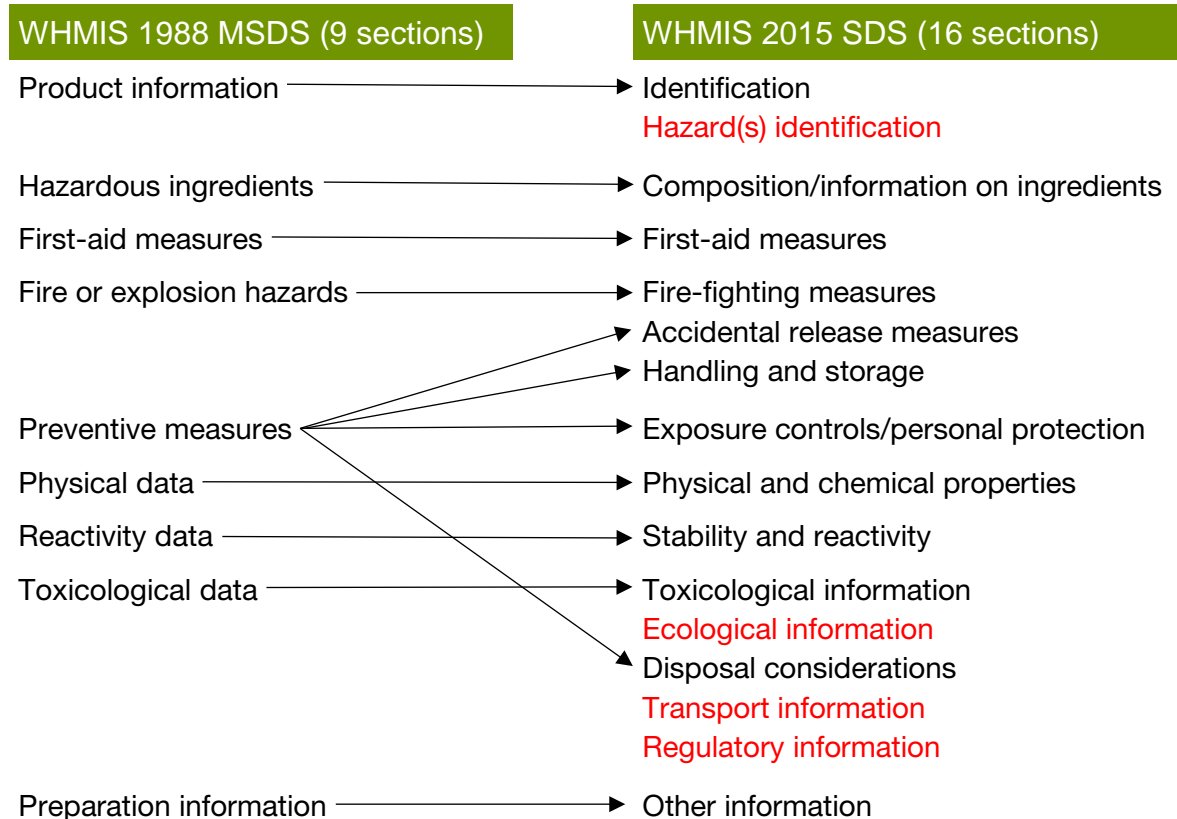 WHMIS 1988 MSDS (9 sections) WHMIS 2015 SDS (16 sections)
Product information Identification
Hazard(s) identification
Hazardous ingredients Composition/information on ingredients
First-aid measures First-aid measures
Fire or explosion hazards Fire-fighting measures
Accidental release measures
Handling and storage
Preventive measures Exposure controls/personal protection
Physical data Physical and chemical properties
Reactivity data Stability and reactivity
Toxicological data Toxicological information
Ecological information
Disposal considerations
Transport information
Regulatory information
Preparation information Other information